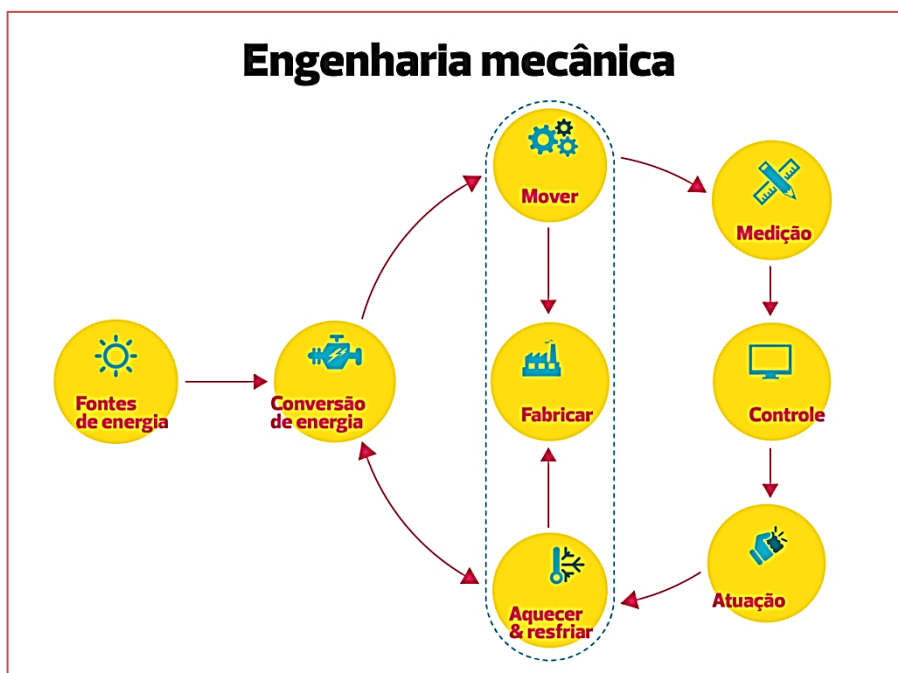 Engenharia mecânica
Mover
Medição
Fontes
de energia
Conversão
de energia
Fabricar
Controle
Aquecer
& resfriar
Atuação